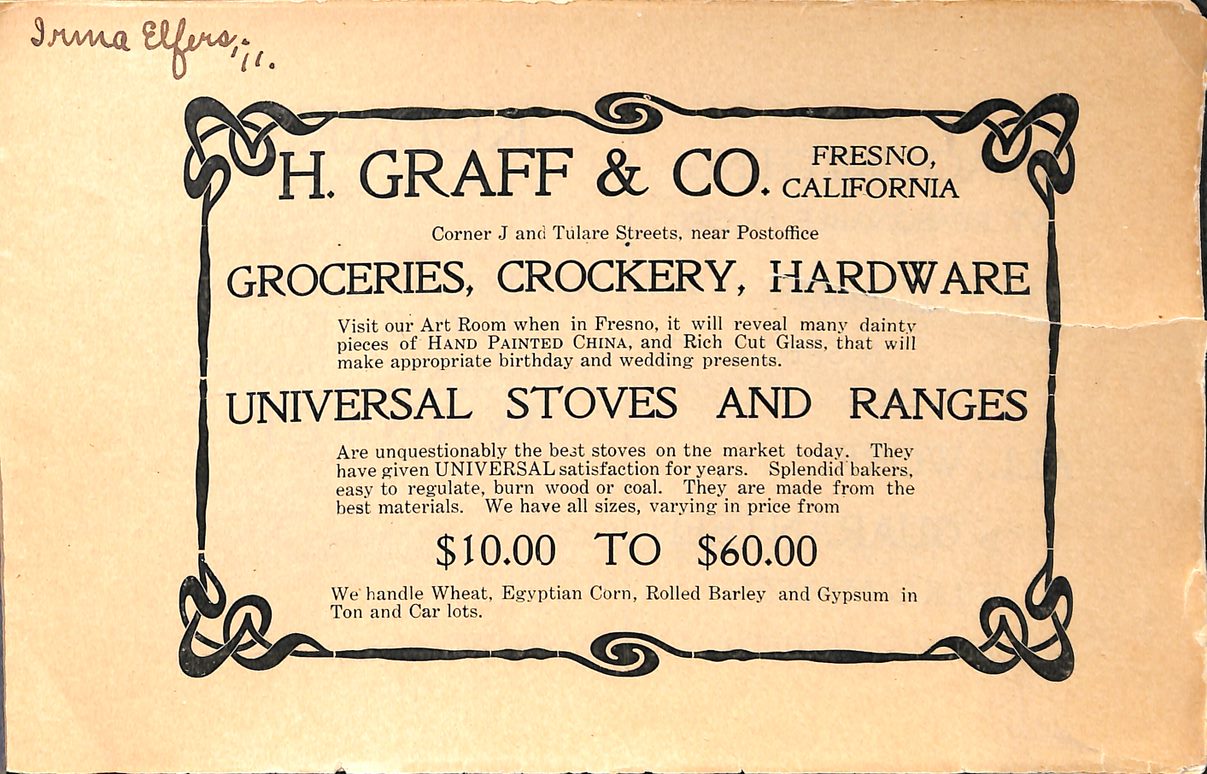 Irma Elfers, '11.
H. GRAFF & CO. FRESNO, CALIFORNIA
Corner J and Tulare Streets, near Postoffice
GROCERIES, CROCKERY, HARDWARE
Visit our Art Room when in Fresno, it will reveal many dainty
pieces of HAND PAINTED CHINA, and Rich Cut Glass, that will
make appropriate birthday and wedding presents.
UNIVERSAL STOVES AND RANGES
Are unquestionably the best stoves on the market today. They
have given UNIVERSAL satisfaction for years. Splendid bakers,
easy to regulate, burn wood or coal. They are made from the
best materials. We have all sizes, varying in price from
$10.00 TO $60.00
We handle Wheat, Egyptian Corn, Rolled Barley and Gypsum in
Ton and Car lots.